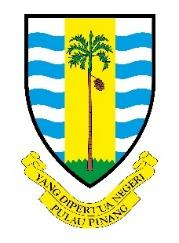 YANG DIPERTUA NEGERI
PULAU PINANG